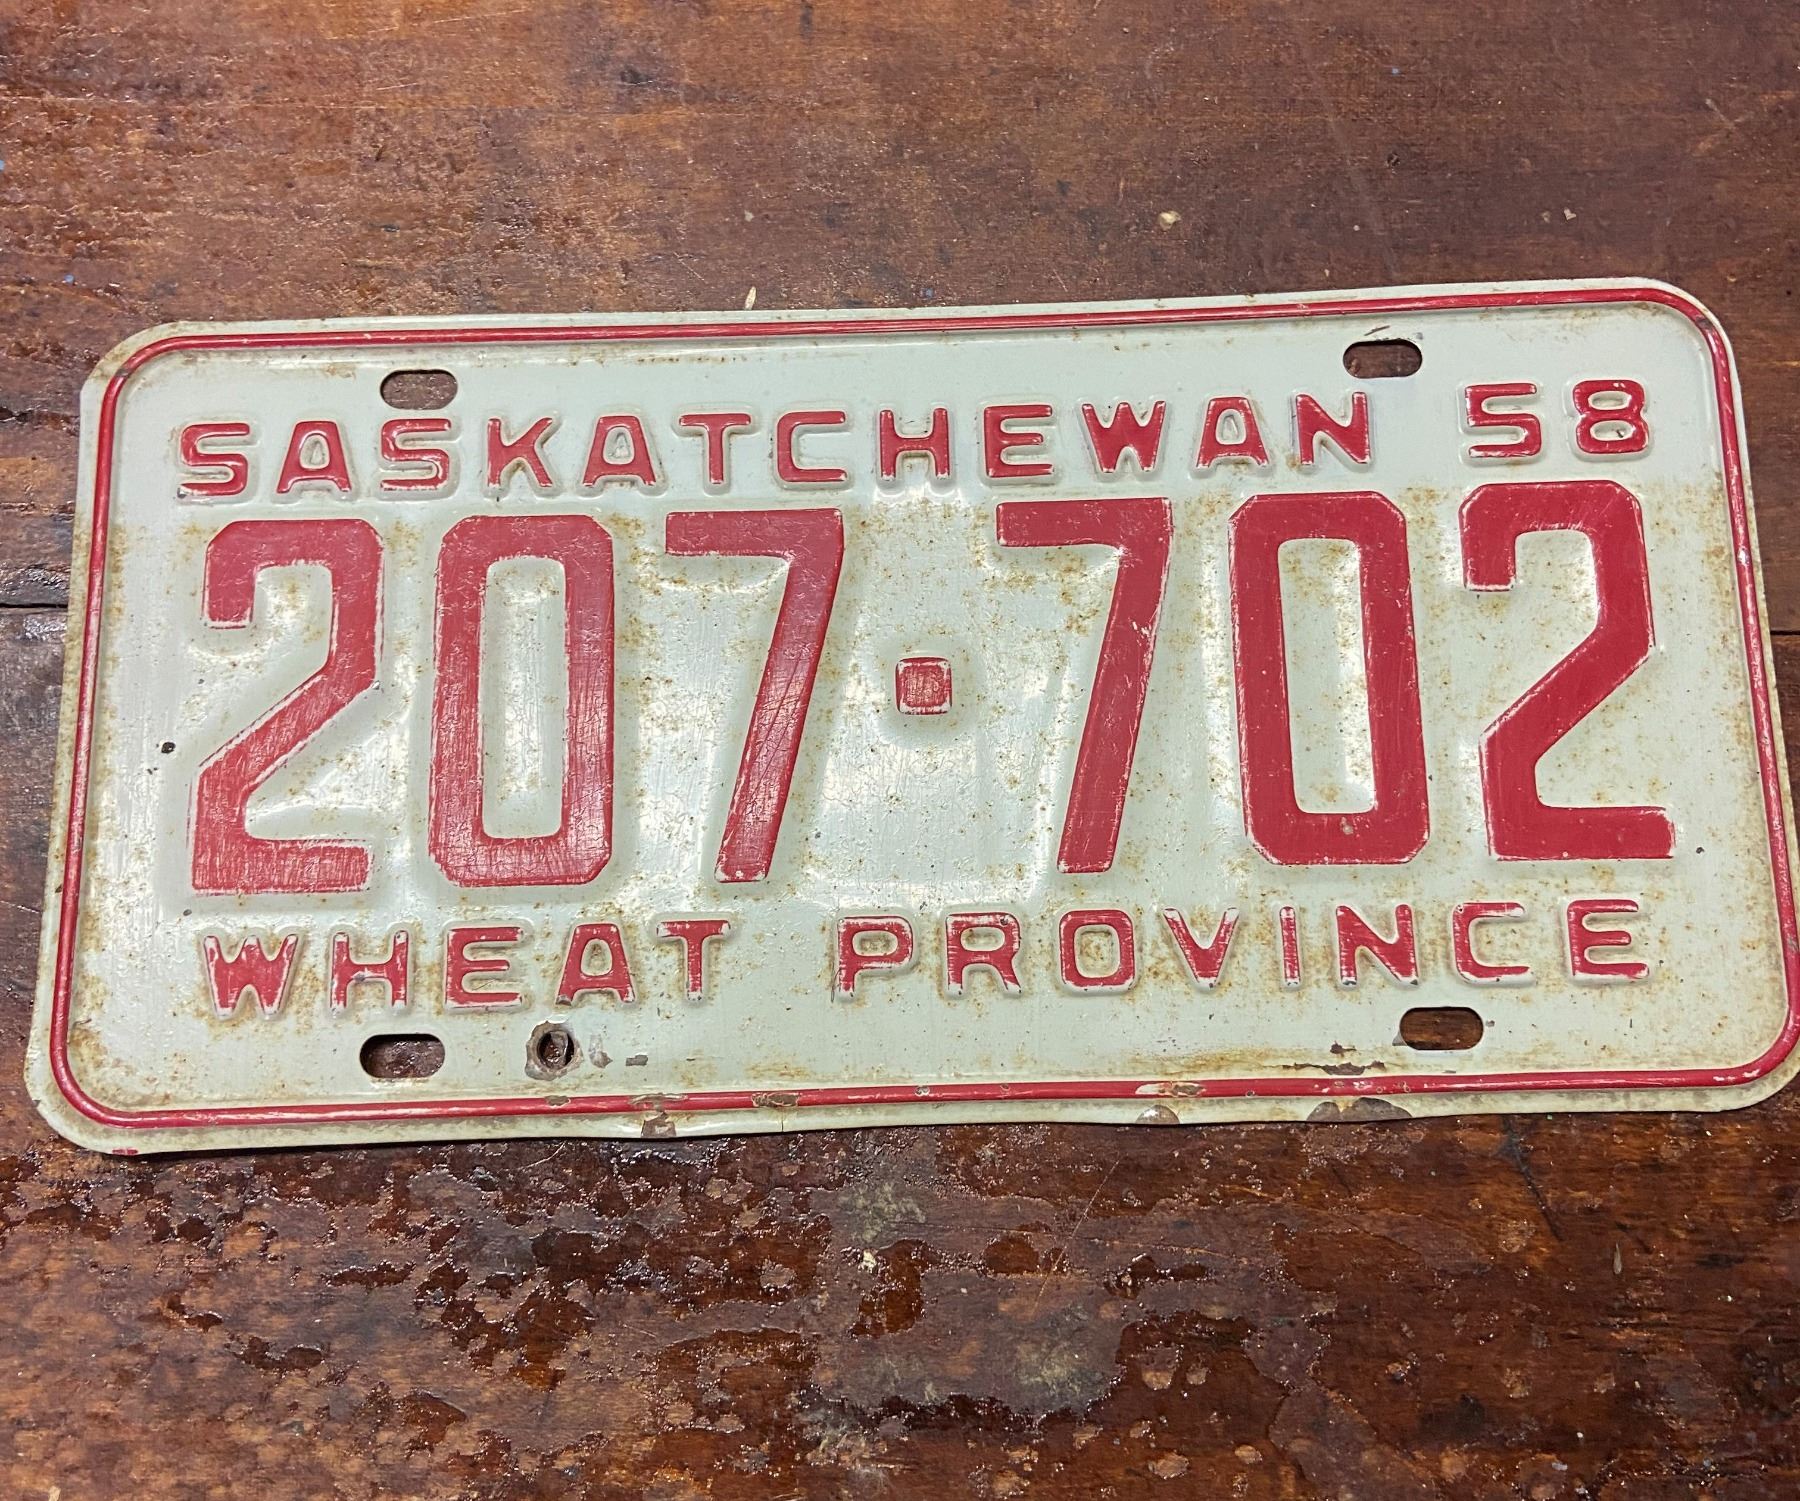 SASKATCHEWAN 58
207·702
WHEAT PROVINCE